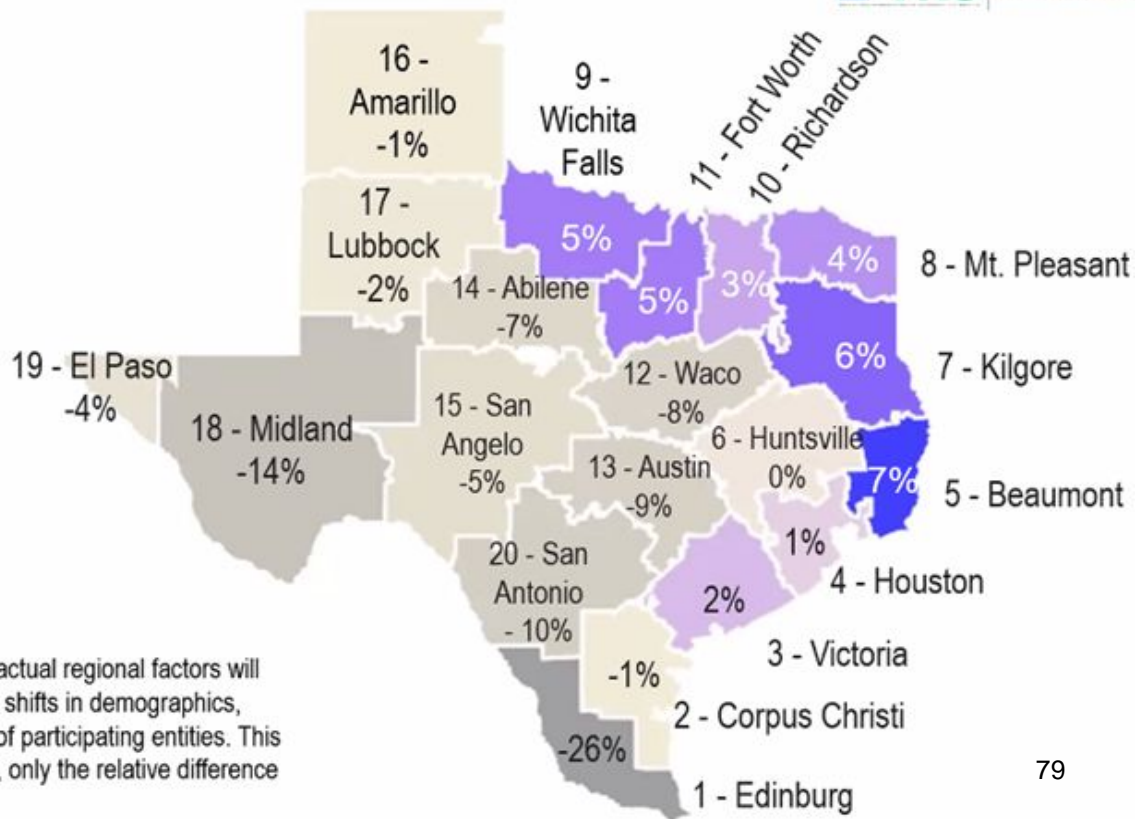 16 -
Amarillo
-1%
9 -
Wichita
Falls
11 - Fort Worth
10 - Richardson
17 -
Lubbock
-2%
5%
14 - Abilene
-7%
5%
3%
4%
8 - Mt. Pleasant
19 - El Paso
-4%
18 - Midland
-14%
15 - San
Angelo
-5%
12 - Waco
-8%
6%
7 - Kilgore
13 - Austin
-9%
6 - Huntsville
0%
7%
5 - Beaumont
20 - San
Antonio
- 10%
1%
4 - Houston
2%
3 - Victoria
-1%
2 - Corpus Christi
-26%
1 - Edinburg
actual regional factors will
shifts in demographics,
of participating entities. This
, only the relative difference
79